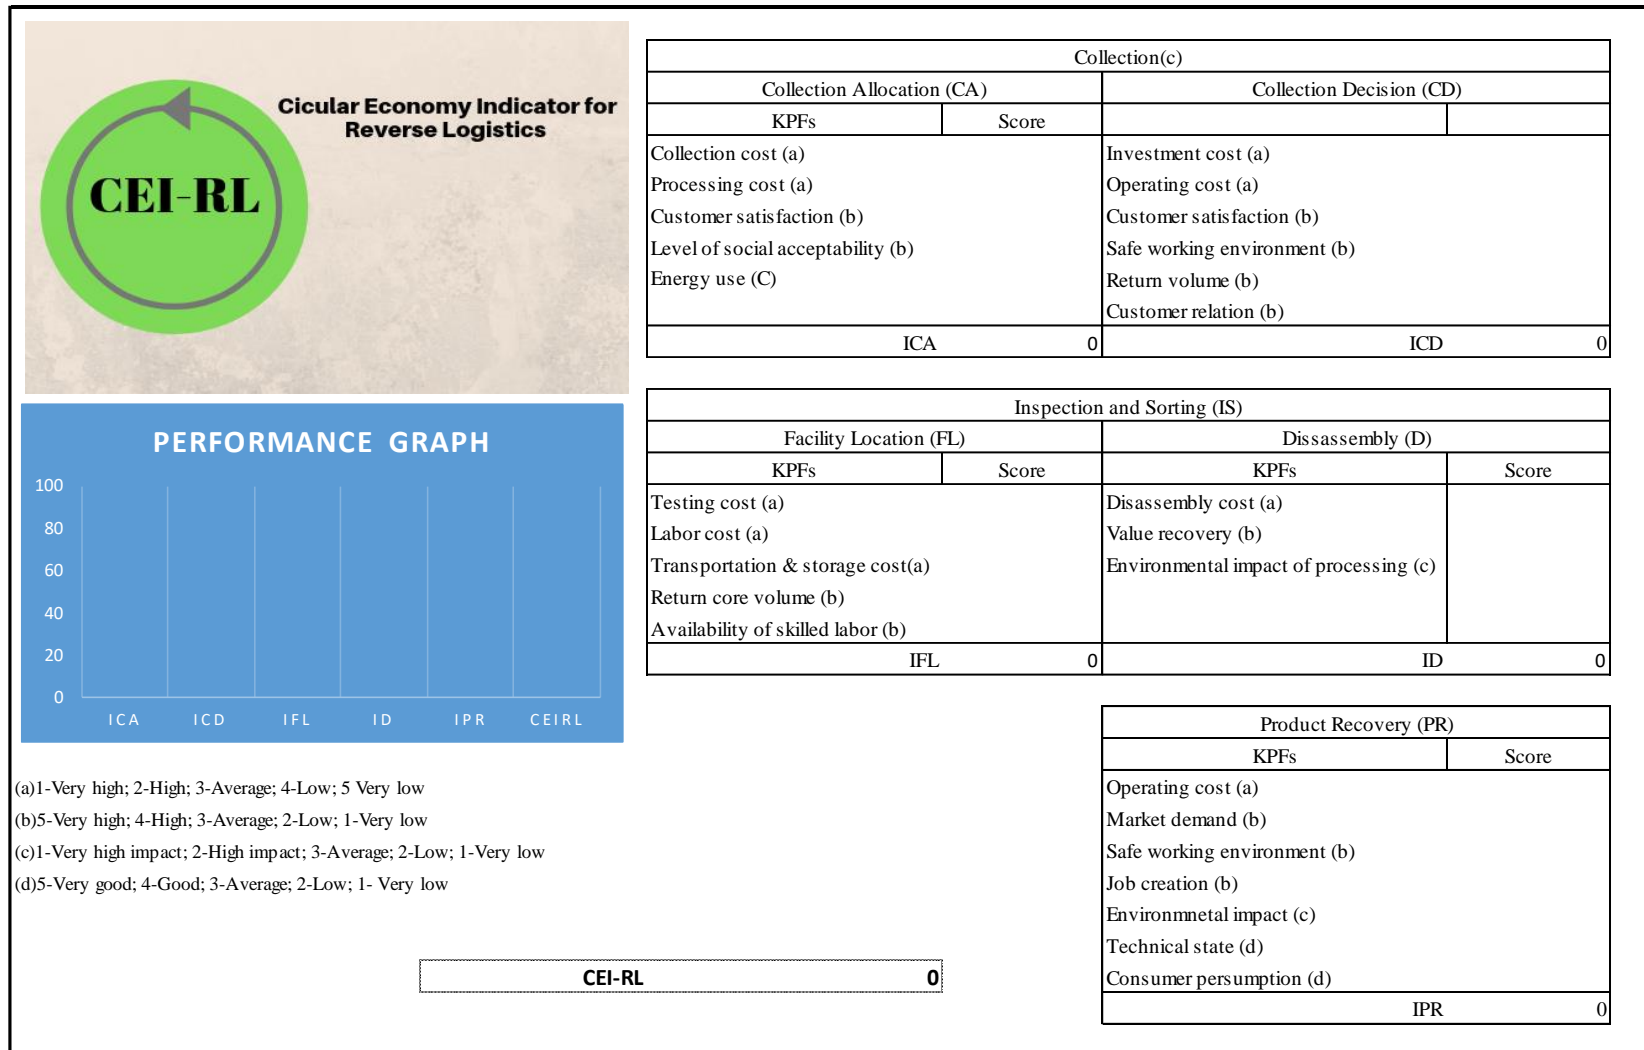 Cicular Economy Indicator for
Reverse Logistics
CEI-RL
PERFORMANCE GRAPH
100
80
60
40
20
0
ICA ICD IFL ID IPR CEIRL
(a)1-Very high; 2-High; 3-Average; 4-Low; 5 Very low
(b)5-Very high; 4-High; 3-Average; 2-Low; 1-Very low
(c)1-Very high impact; 2-High impact; 3-Average; 2-Low; 1-Very low
(d)5-Very good; 4-Good; 3-Average; 2-Low; 1- Very low
CEI-RL 0
Collection(c)
Collection Allocation (CA) Collection Decision (CD)
KPFs Score
Collection cost (a) Investment cost (a)
Processing cost (a) Operating cost (a)
Customer satisfaction (b) Customer satisfaction (b)
Level of social acceptability (b) Safe working environment (b)
Energy use (C) Return volume (b)
Customer relation (b)
ICA 0 ICD 0
Inspection and Sorting (IS)
Facility Location (FL) Dissassembly (D)
KPFs Score KPFs Score
Testing cost (a) Disassembly cost (a)
Labor cost (a) Value recovery (b)
Transportation & storage cost(a) Environmental impact of processing (c)
Return core volume (b)
Availability of skilled labor (b)
IFL 0 ID 0
Product Recovery (PR)
KPFs Score
Operating cost (a)
Market demand (b)
Safe working environment (b)
Job creation (b)
Environmnetal impact (c)
Technical state (d)
Consumer persumption (d)
IPR 0